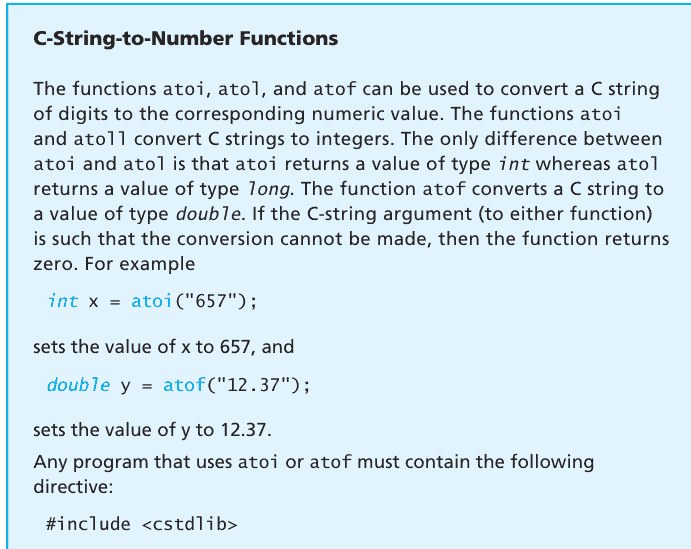 C-String-to-Number Functions
The functions atoi, atol, and atof can be used to convert a C string
of digits to the corresponding numeric value. The functions atoi
and atoll convert C strings to integers. The only difference between
atoi and atol is that atoi returns a value of type int whereas atol
returns a value of type long. The function atof converts a C string to
a value of type double. If the C-string argument (to either function)
is such that the conversion cannot be made, then the function returns
zero. For example
int x = atoi("657");
sets the value of x to 657, and
double y = atof("12.37");
sets the value of y to 12.37.
Any program that uses atoi or atof must contain the following
directive:
#include <cstdlib>